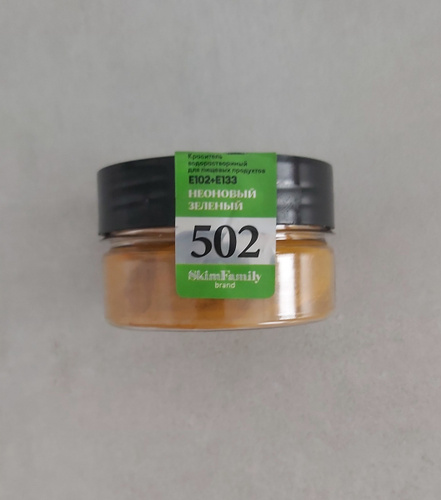 Краситель
водорастворимый
для пищевых продуктов
E102+E133
НЕОНОВЫЙ
ЗЕЛЕНЫЙ
502
SkimFamily
brand